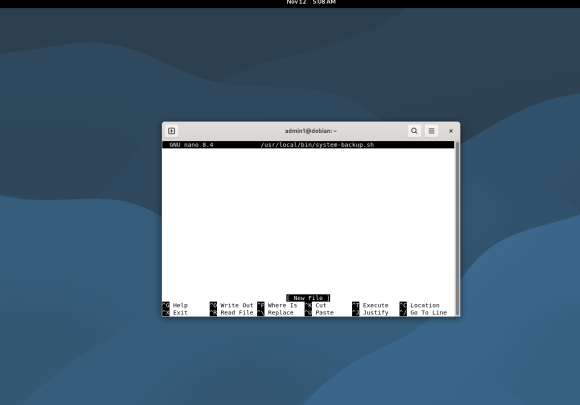 Nov 12 5:08 AM
admin1@debian: ~
GNU nano 8.4 /usr/local/bin/system-backup.sh
[ New File ]
^G Help ^O Write Out ^F Where Is ^K Cut ^T Execute ^C Location
^X Exit ^R Read File ^\ Replace ^U Paste ^J Justify ^/ Go To Line